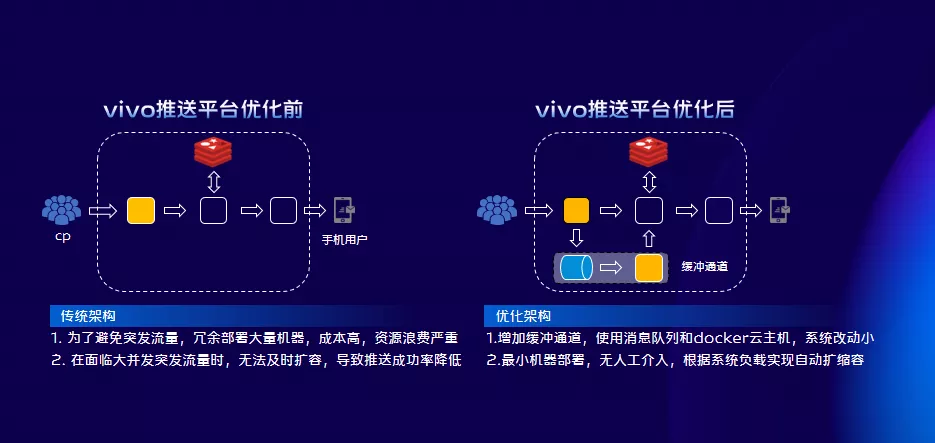 vivo推送平台优化前
cp
手机用户
传统架构
1. 为了避免突发流量，冗余部署大量机器，成本高，资源浪费严重
2. 在面临大并发突发流量时，无法及时扩容，导致推送成功率降低
vivo推送平台优化后
缓冲通道
优化架构
1.增加缓冲通道，使用消息队列和docker云主机，系统改动小
2.最小机器部署，无人工介入，根据系统负载实现自动扩缩容